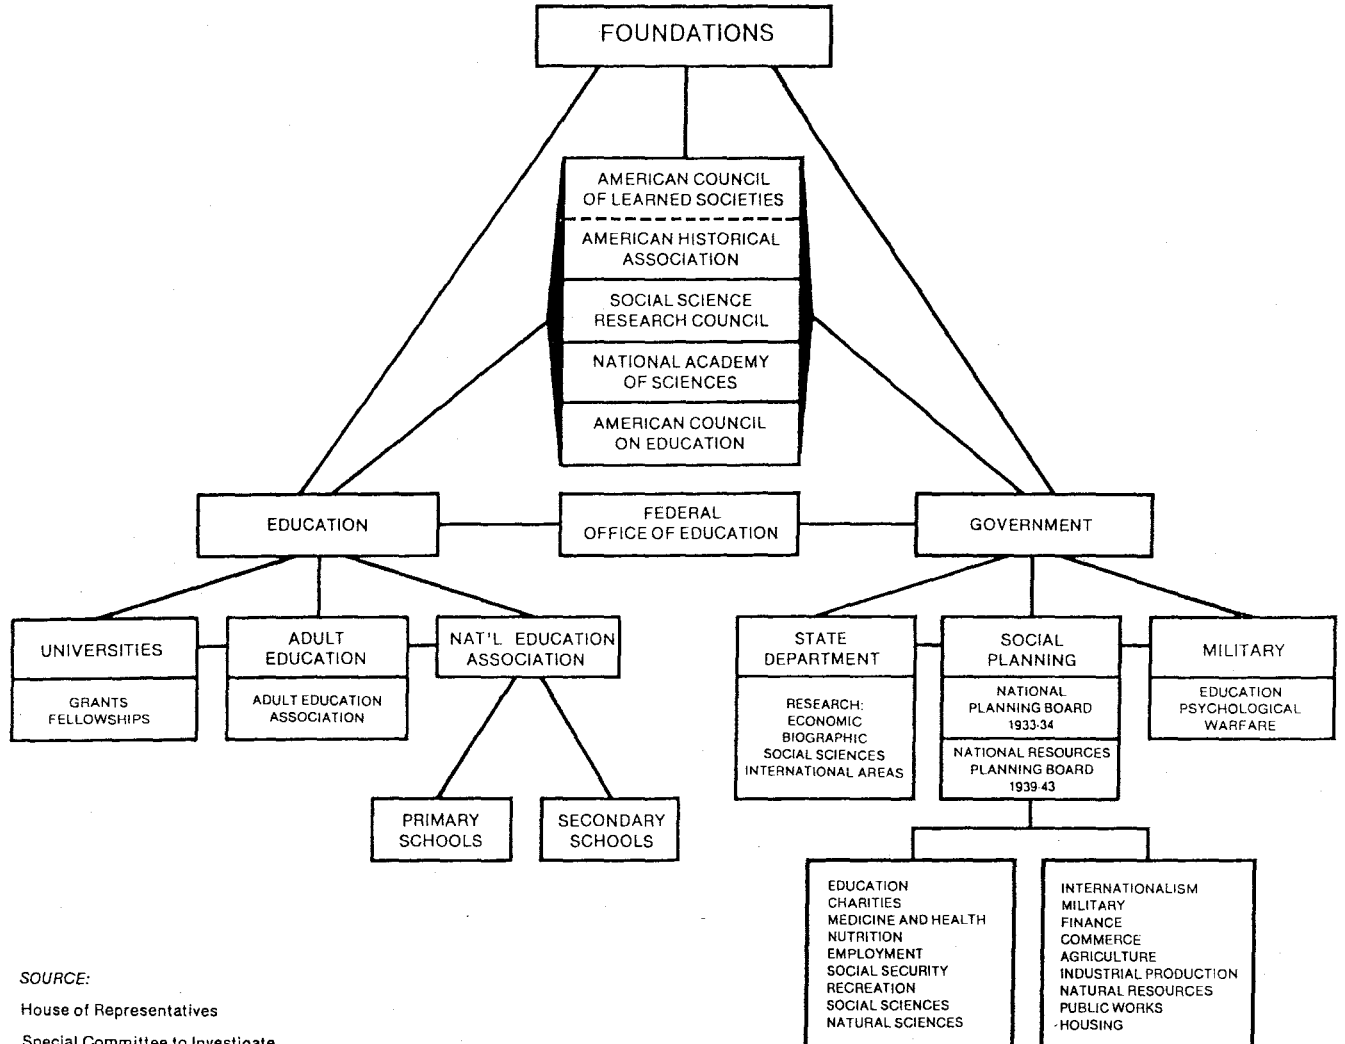 FOUNDATIONS
AMERICAN COUNCIL
OF LEARNED SOCIETIES
AMERICAN HISTORICAL
ASSOCIATION
SOCIAL SCIENCE
RESEARCH COUNCIL
NATIONAL ACADEMY
OF SCIENCES
AMERICAN COUNCIL
ON EDUCATION
EDUCATION
FEDERAL
OFFICE OF EDUCATION
GOVERNMENT
UNIVERSITIES
GRANTS
FELLOWSHIPS
ADULT
EDUCATION
ADULT EDUCATION
ASSOCIATION
NAT'L EDUCATION
ASSOCIATION
PRIMARY
SCHOOLS
SECONDARY
SCHOOLS
STATE
DEPARTMENT
RESEARCH:
ECONOMIC
BIOGRAPHIC
SOCIAL SCIENCES
INTERNATIONAL AREAS
SOCIAL
PLANNING
NATIONAL
PLANNING BOARD
1933-34
NATIONAL RESOURCES
PLANNING BOARD
1939-43
MILITARY
EDUCATION
PSYCHOLOGICAL
WARFARE
EDUCATION
CHARITIES
MEDICINE AND HEALTH
NUTRITION
EMPLOYMENT
SOCIAL SECURITY
RECREATION
SOCIAL SCIENCES
NATURAL SCIENCES
INTERNATIONALISM
MILITARY
FINANCE
COMMERCE
AGRICULTURE
INDUSTRIAL PRODUCTION
NATURAL RESOURCES
PUBLIC WORKS
HOUSING
SOURCE:
House of Representatives
Special Committee to Investigate